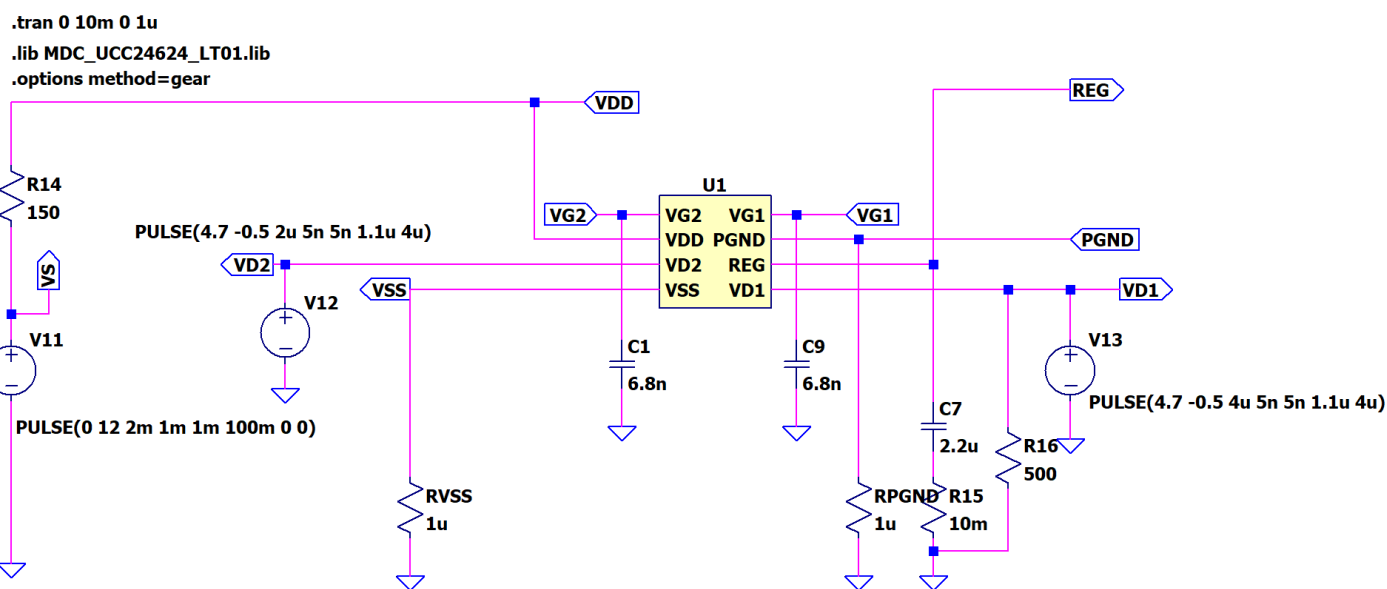 .tran 0 10m 0 1u
.lib MDC_UCC24624_LT01.lib
.options method=gear
VDD
REG
R14
150
U1
VG2
VG2
VG1
VG1
VDD
PGND
PGND
PULSE(4.7 -0.5 2u 5n 5n 1.1u 4u)
VD2
VD2
REG
VS
VSS
VSS
VD1
VD1
V12
V11
C1
6.8n
C9
6.8n
V13
PULSE(4.7 -0.5 4u 5n 5n 1.1u 4u)
PULSE(0 12 2m 1m 1m 100m 0 0)
C7
2.2u
R16
500
RVSS
1u
RPGND
1u
R15
10m